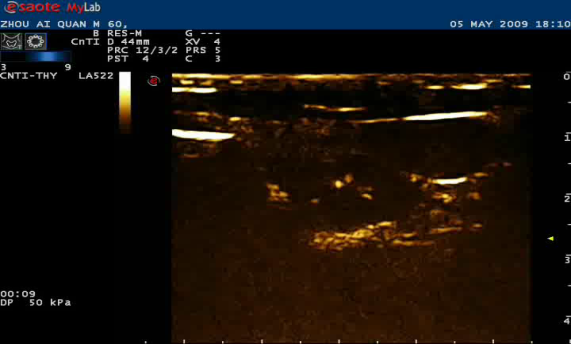 esaote MyLab
ZHOU AI QUAN M 60, 05 MAY 2009 18:10
B RES-M G ---
CnTI D 44mm XV 4
PRC 12/3/2 PRS 5
PST 4 C 3
3 9
CNTI-THY LA522
0
1
2
3
4
00:09
DP 50 kPa